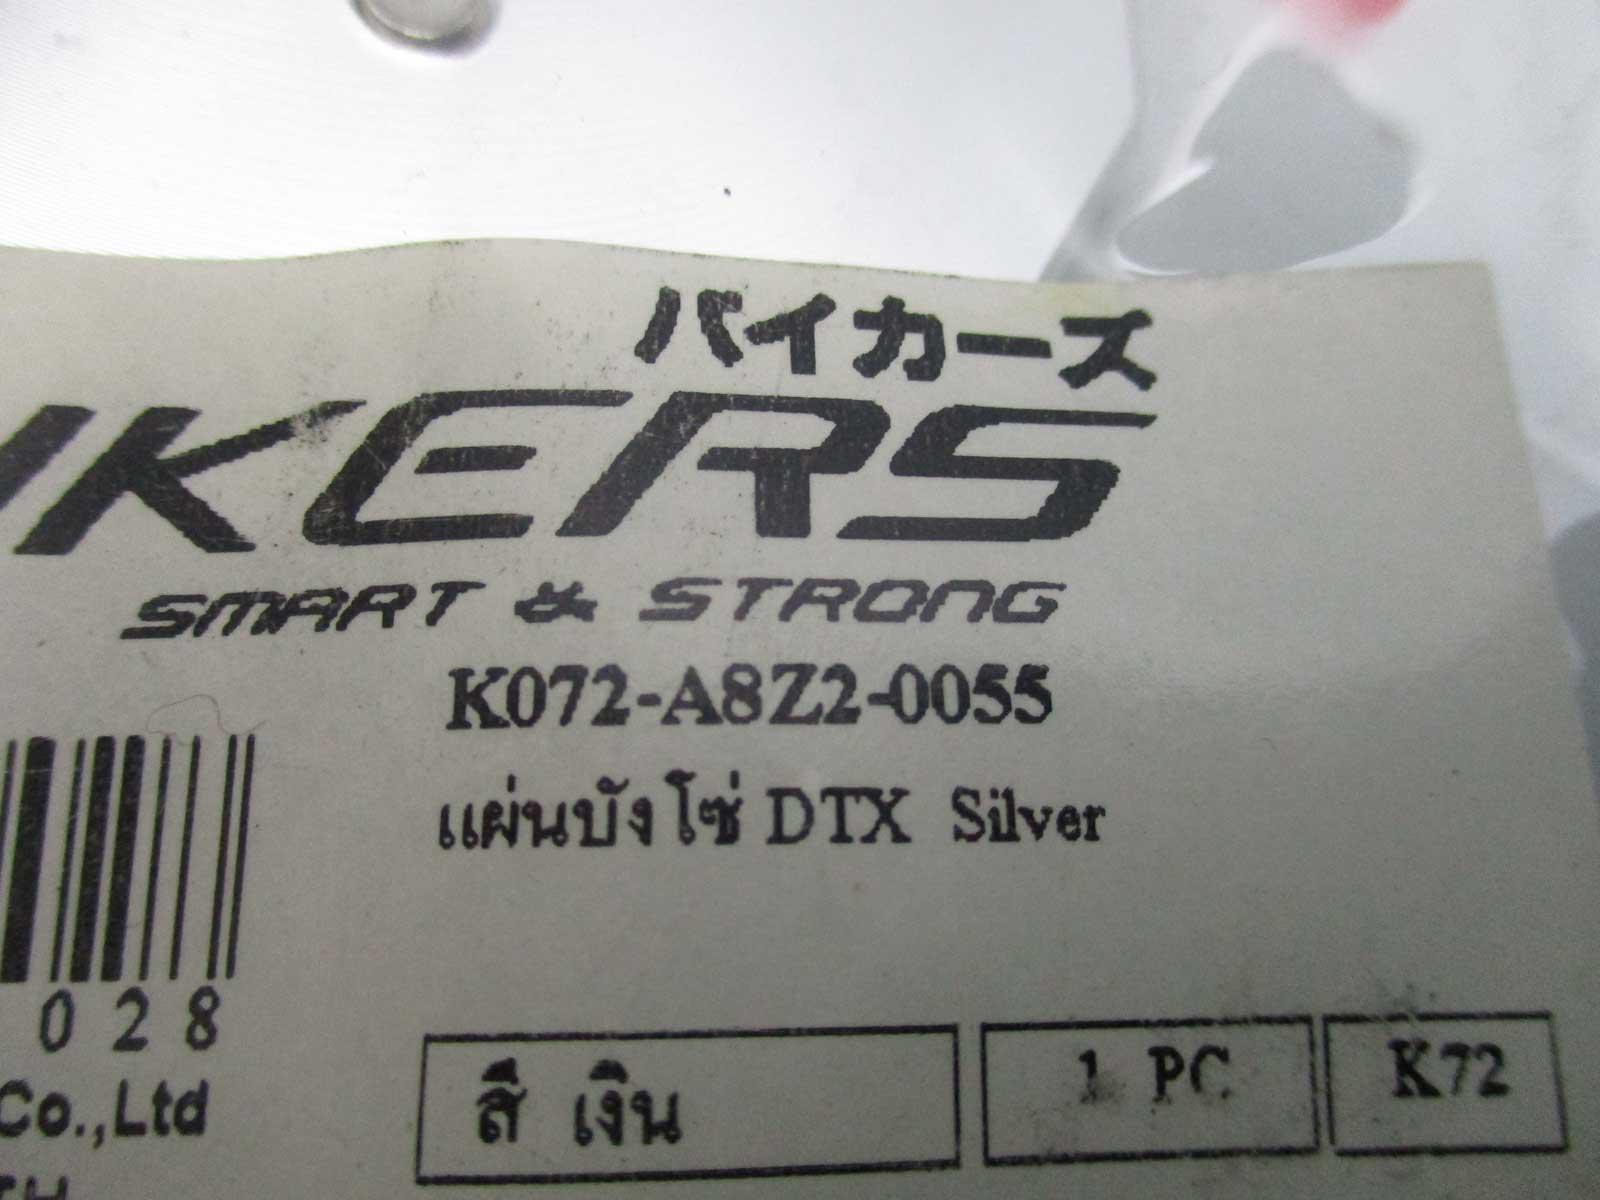 バイカーズ
IKERS
SMART & STRONG
K072-A8Z2-0055
แผ่นบังโซ่ DTX Silver
028
Co.,Ltd
สี เงิน
1 PC
K72